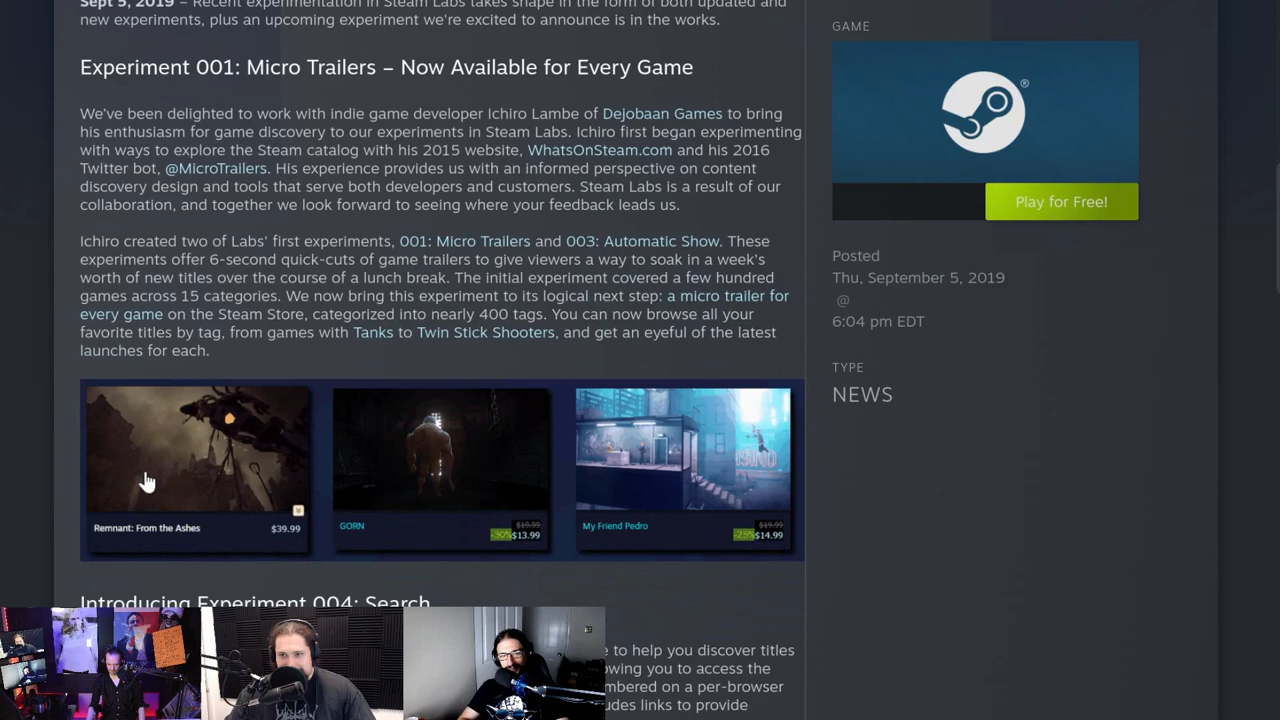 Sept 5, 2019 – Recent experimentation in Steam Labs takes shape in the form of both updated and
new experiments, plus an upcoming experiment we're excited to announce is in the works.
Experiment 001: Micro Trailers – Now Available for Every Game
We've been delighted to work with indie game developer Ichiro Lambe of Dejobaan Games to bring
his enthusiasm for game discovery to our experiments in Steam Labs. Ichiro first began experimenting
with ways to explore the Steam catalog with his 2015 website, WhatsOnSteam.com and his 2016
Twitter bot, @MicroTrailers. His experience provides us with an informed perspective on content
discovery design and tools that serve both developers and customers. Steam Labs is a result of our
collaboration, and together we look forward to seeing where your feedback leads us.
Ichiro created two of Labs' first experiments, 001: Micro Trailers and 003: Automatic Show. These
experiments offer 6-second quick-cuts of game trailers to give viewers a way to soak in a week's
worth of new titles over the course of a lunch break. The initial experiment covered a few hundred
games across 15 categories. We now bring this experiment to its logical next step: a micro trailer for
every game on the Steam Store, categorized into nearly 400 tags. You can now browse all your
favorite titles by tag, from games with Tanks to Twin Stick Shooters, and get an eyeful of the latest
launches for each.
Remnant: From the Ashes
$39.99
GORN
-30%
$19.99
$13.99
My Friend Pedro
-25%
$19.99
$14.99
Introducing Experiment 004: Search
e to help you discover titles
owing you to access the
mbered on a per-browser
udes links to provide
GAME
®
Play for Free!
Posted
Thu, September 5, 2019
@
6:04 pm EDT
TYPE
NEWS